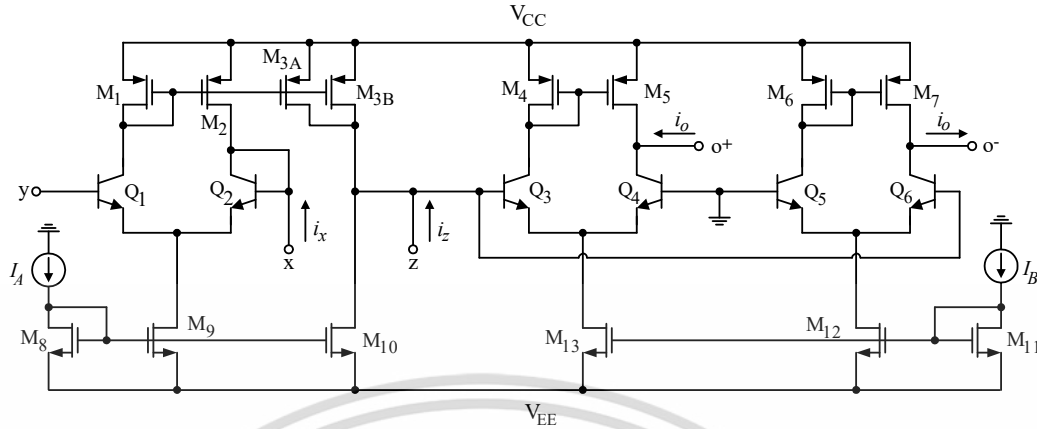 V_CC
M_1 M_2 M_3A M_3B M_4 M_5 M_6 M_7
i_o o^+ i_o o^-
y Q_1 Q_2 Q_3 Q_4 Q_5 Q_6
i_x i_z
x z
I_A I_B
M_8 M_9 M_10 M_13 M_12 M_11
V_EE